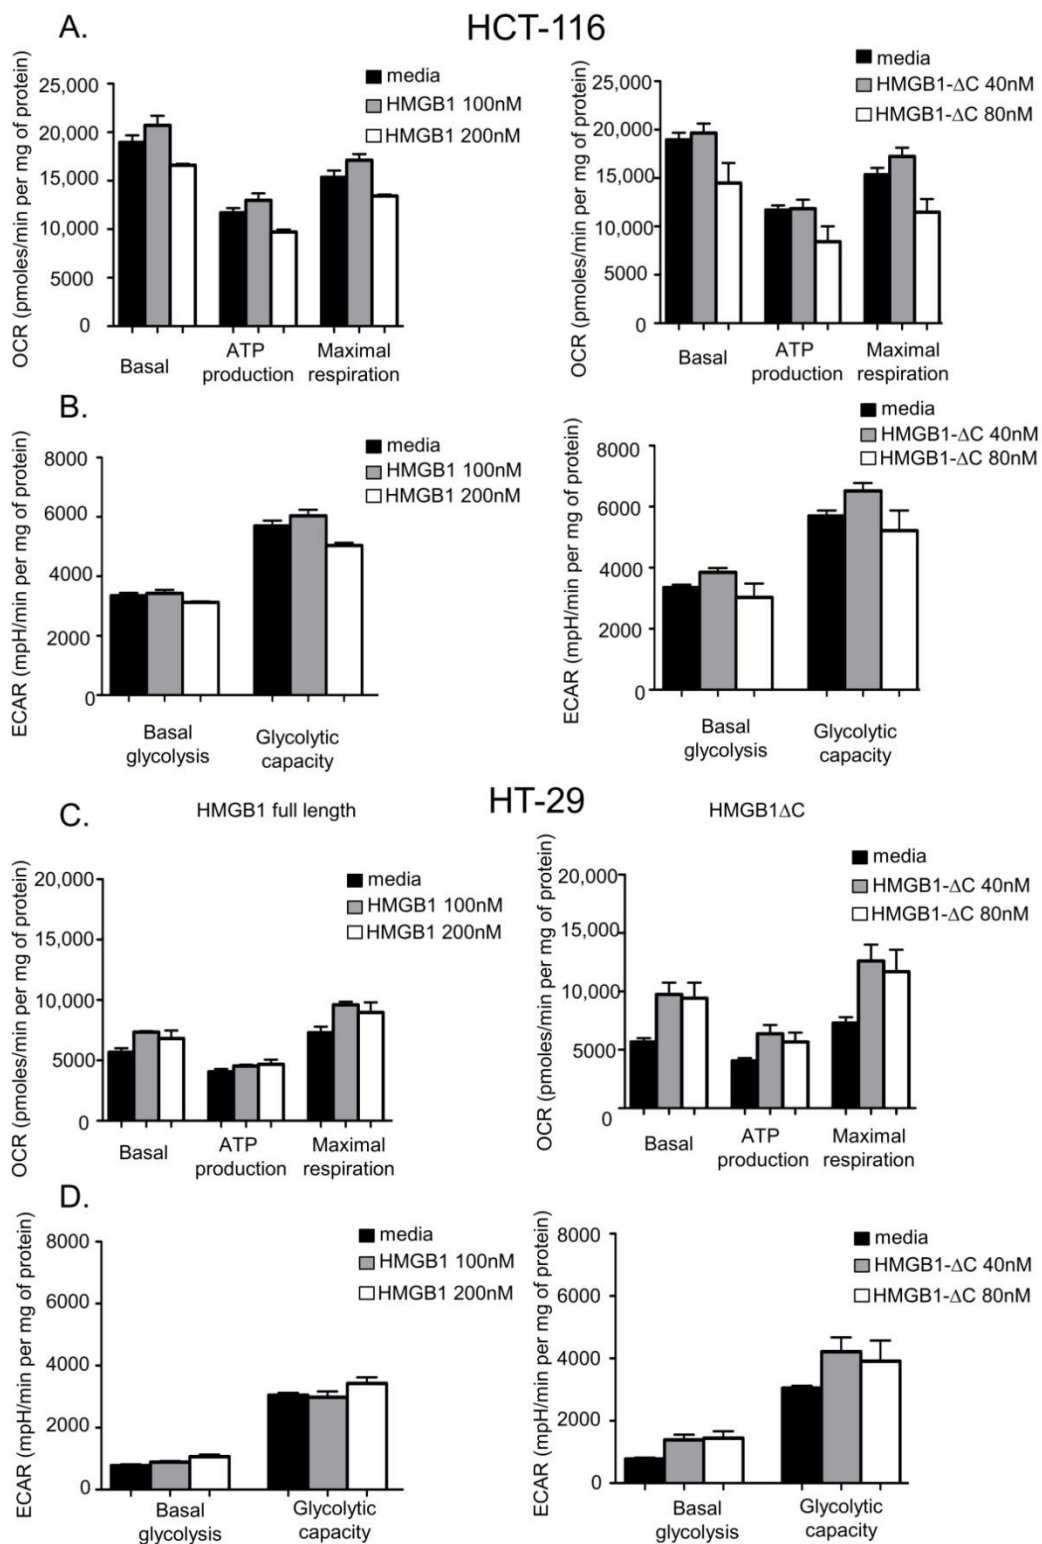 A.
HCT-116
OCR (pmoles/min per mg of protein)
25,000
20,000
15,000
10,000
5000
0
media
HMGB1 100nM
HMGB1 200nM
Basal
ATP
production
Maximal
respiration
OCR (pmoles/min per mg of protein)
25,000
20,000
15,000
10,000
5000
0
media
HMGB1-ΔC 40nM
HMGB1-ΔC 80nM
Basal
ATP
production
Maximal
respiration
B.
ECAR (mpH/min per mg of protein)
8000
6000
4000
2000
0
media
HMGB1 100nM
HMGB1 200nM
Basal
glycolysis
Glycolytic
capacity
ECAR (mpH/min per mg of protein)
8000
6000
4000
2000
0
media
HMGB1-ΔC 40nM
HMGB1-ΔC 80nM
Basal
glycolysis
Glycolytic
capacity
C.
HMGB1 full length
HT-29
HMGB1ΔC
OCR (pmoles/min per mg of protein)
20,000
15,000
10,000
5000
0
media
HMGB1 100nM
HMGB1 200nM
Basal
ATP
production
Maximal
respiration
OCR (pmoles/min per mg of protein)
20,000
15,000
10,000
5000
0
media
HMGB1-ΔC 40nM
HMGB1-ΔC 80nM
Basal
ATP
production
Maximal
respiration
D.
ECAR (mpH/min per mg of protein)
8000
6000
4000
2000
0
media
HMGB1 100nM
HMGB1 200nM
Basal
glycolysis
Glycolytic
capacity
ECAR (mpH/min per mg of protein)
8000
6000
4000
2000
0
media
HMGB1-ΔC 40nM
HMGB1-ΔC 80nM
Basal
glycolysis
Glycolytic
capacity